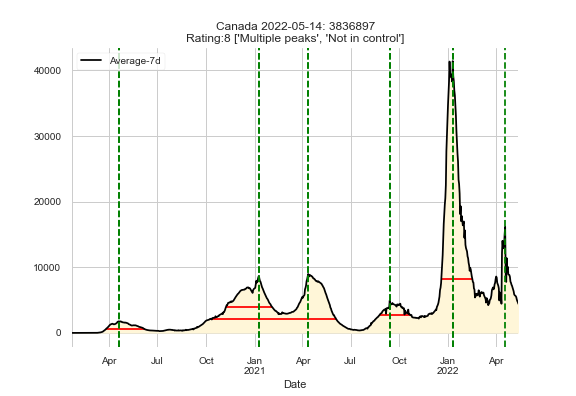 Canada 2022-05-14: 3836897
Rating:8 ['Multiple peaks', 'Not in control']
Average-7d
40000
30000
20000
10000
0
Apr Jul Oct Jan Apr Jul Oct Jan Apr
2021 2022
Date